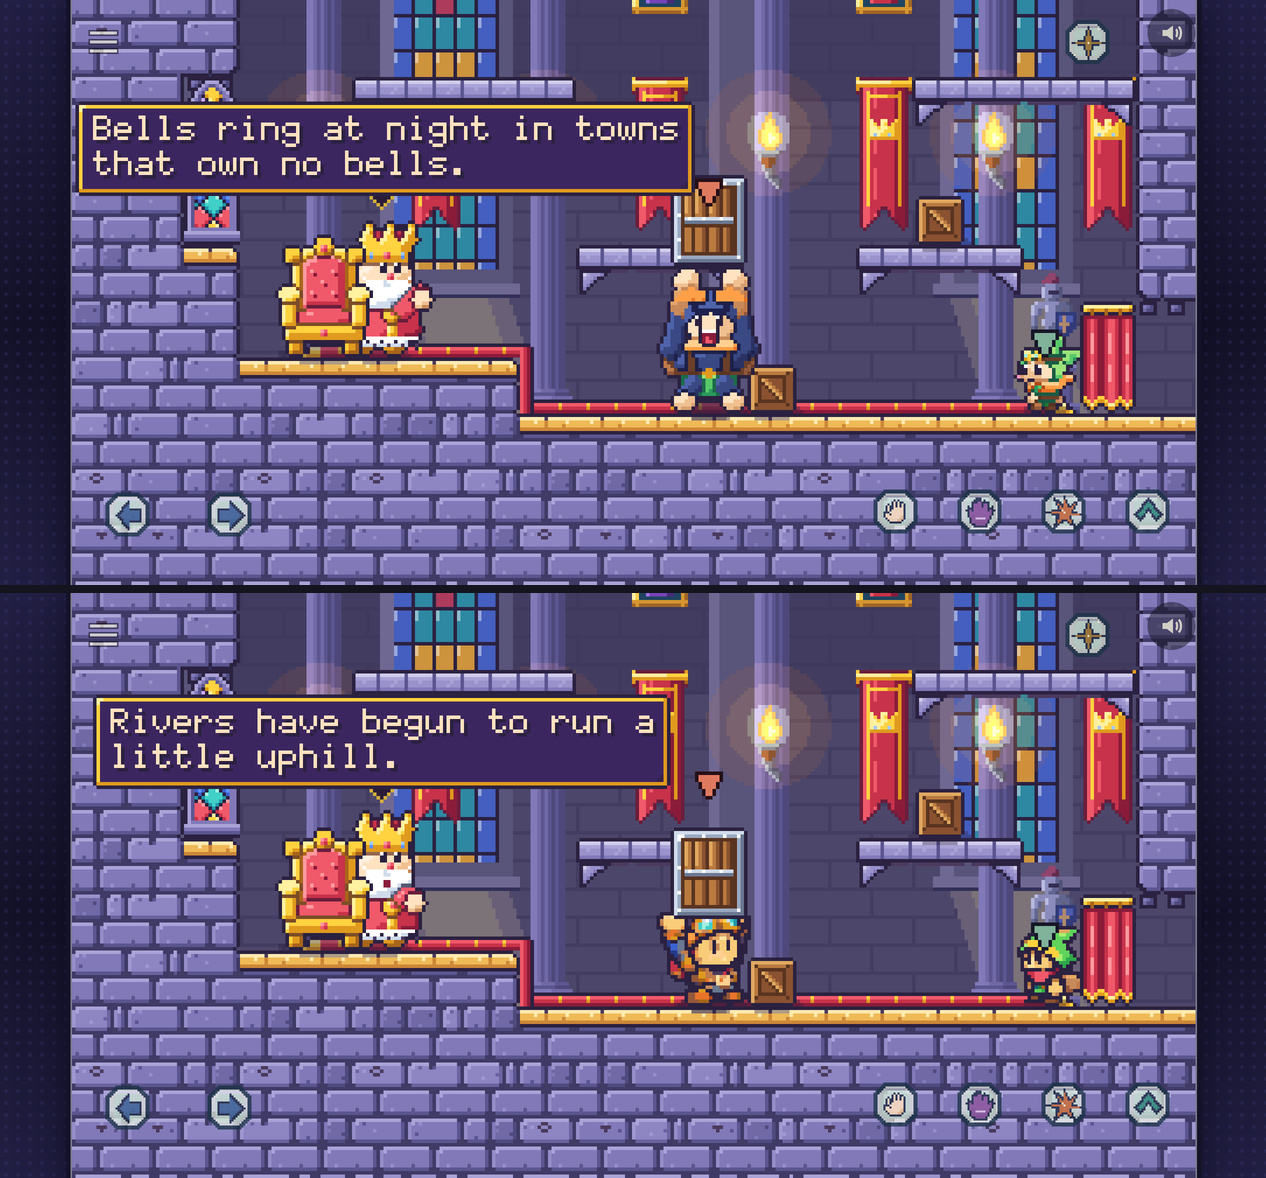 Bells ring at night in towns
that own no bells.
Rivers have begun to run a
little uphill.